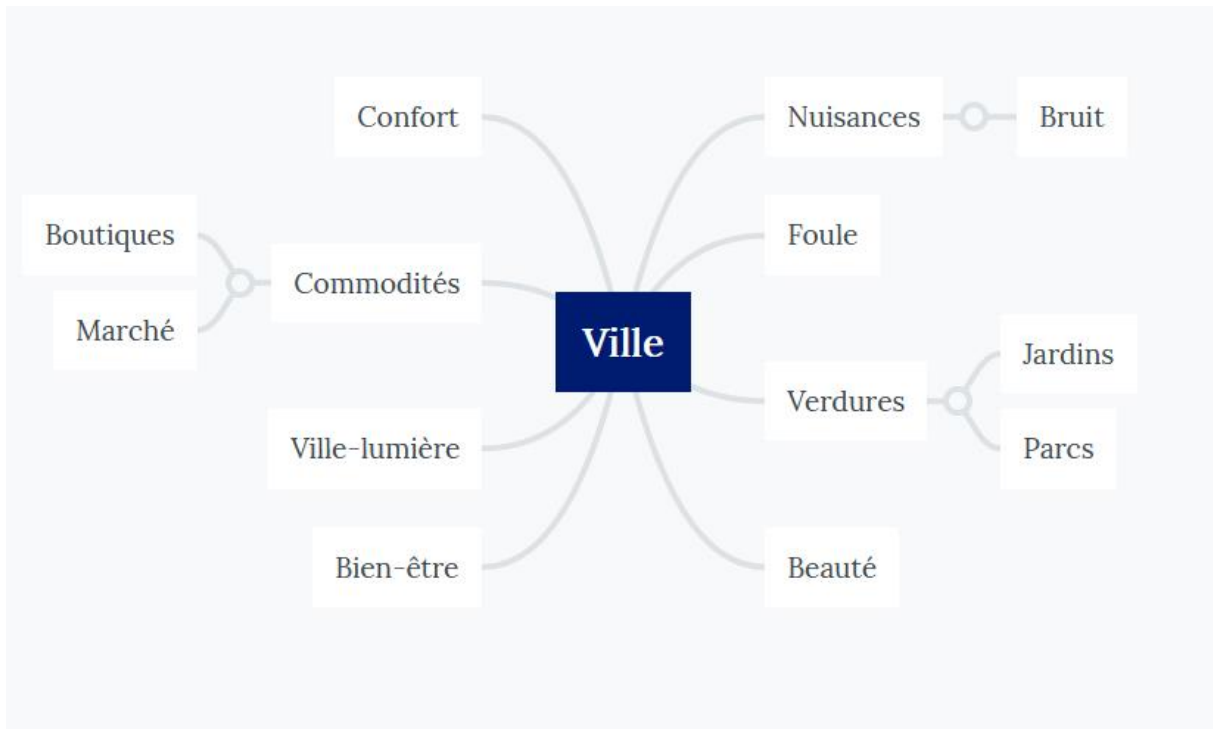 Confort
Nuisances
Bruit
Boutiques
Foule
Commodités
Marché
Ville
Jardins
Verdures
Ville-lumière
Parcs
Bien-être
Beauté